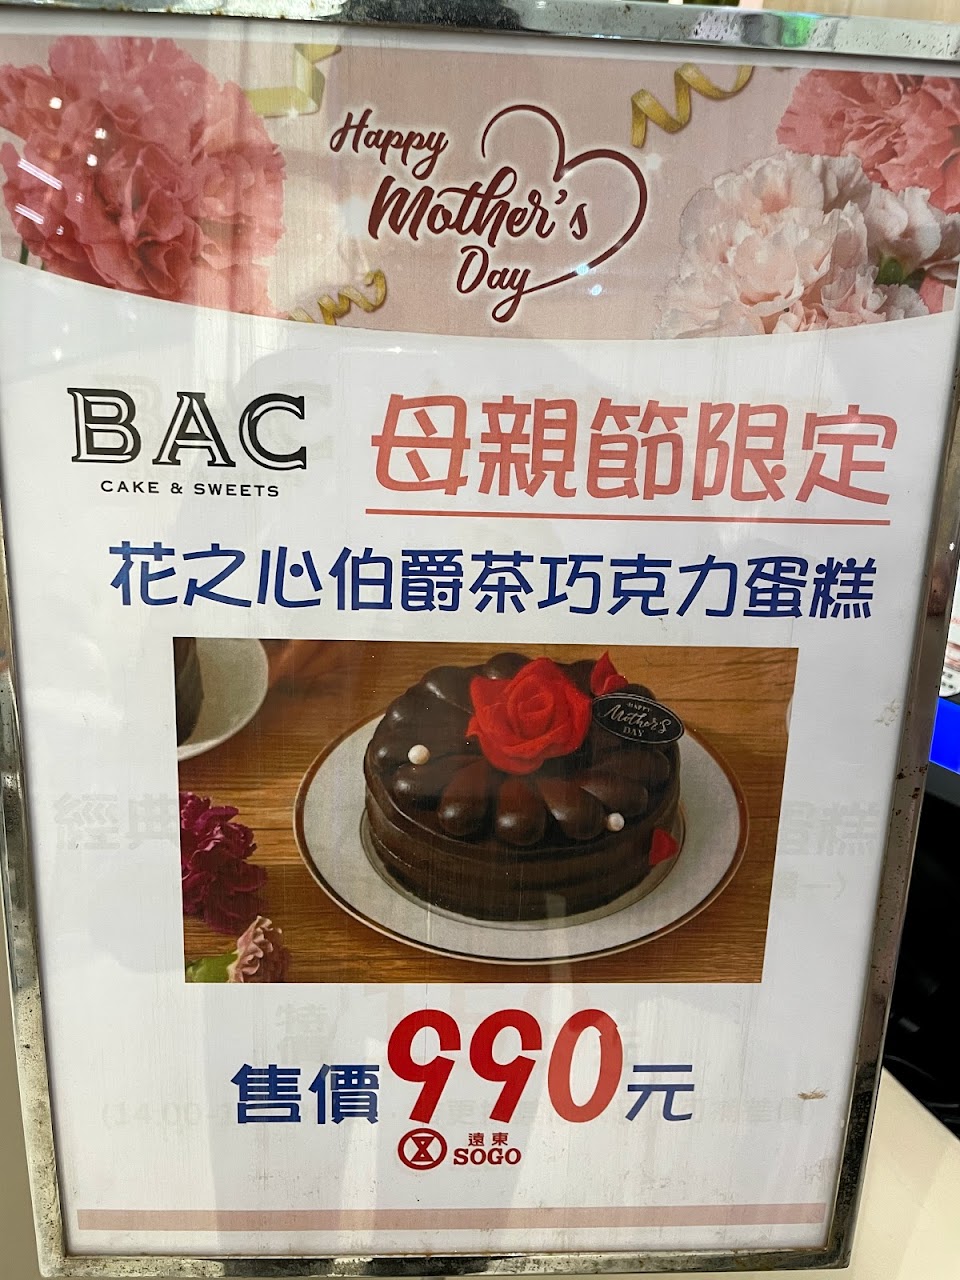 Happy
Mother's
Day
BAC
CAKE & SWEETS
母親節限定
花之心伯爵茶巧克力蛋糕
HAPPY
Mother's
DAY
售價990元
遠東
SOGO